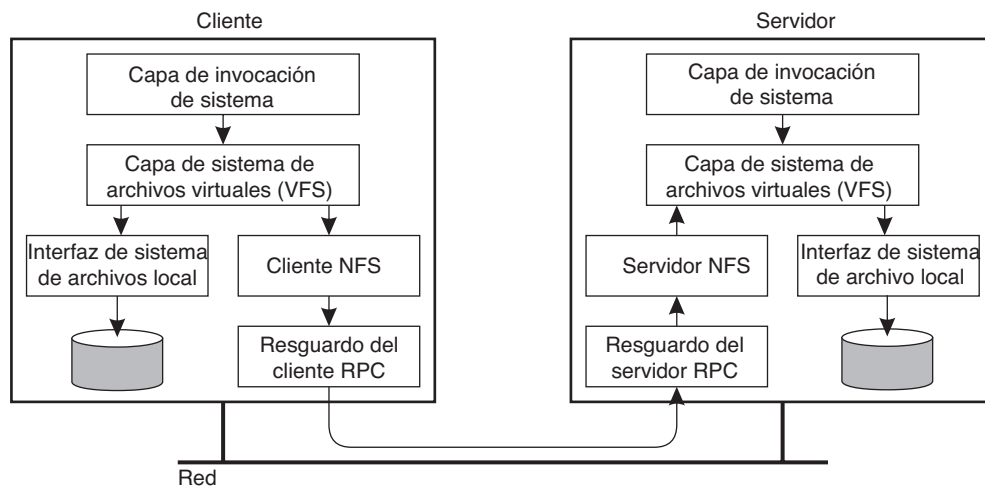 Cliente
Capa de invocación
de sistema
Capa de sistema de
archivos virtuales (VFS)
Interfaz de sistema
de archivos local
Cliente NFS
Resguardo del
cliente RPC
Servidor
Capa de invocación
de sistema
Capa de sistema de
archivos virtuales (VFS)
Servidor NFS
Interfaz de sistema
de archivo local
Resguardo del
servidor RPC
Red